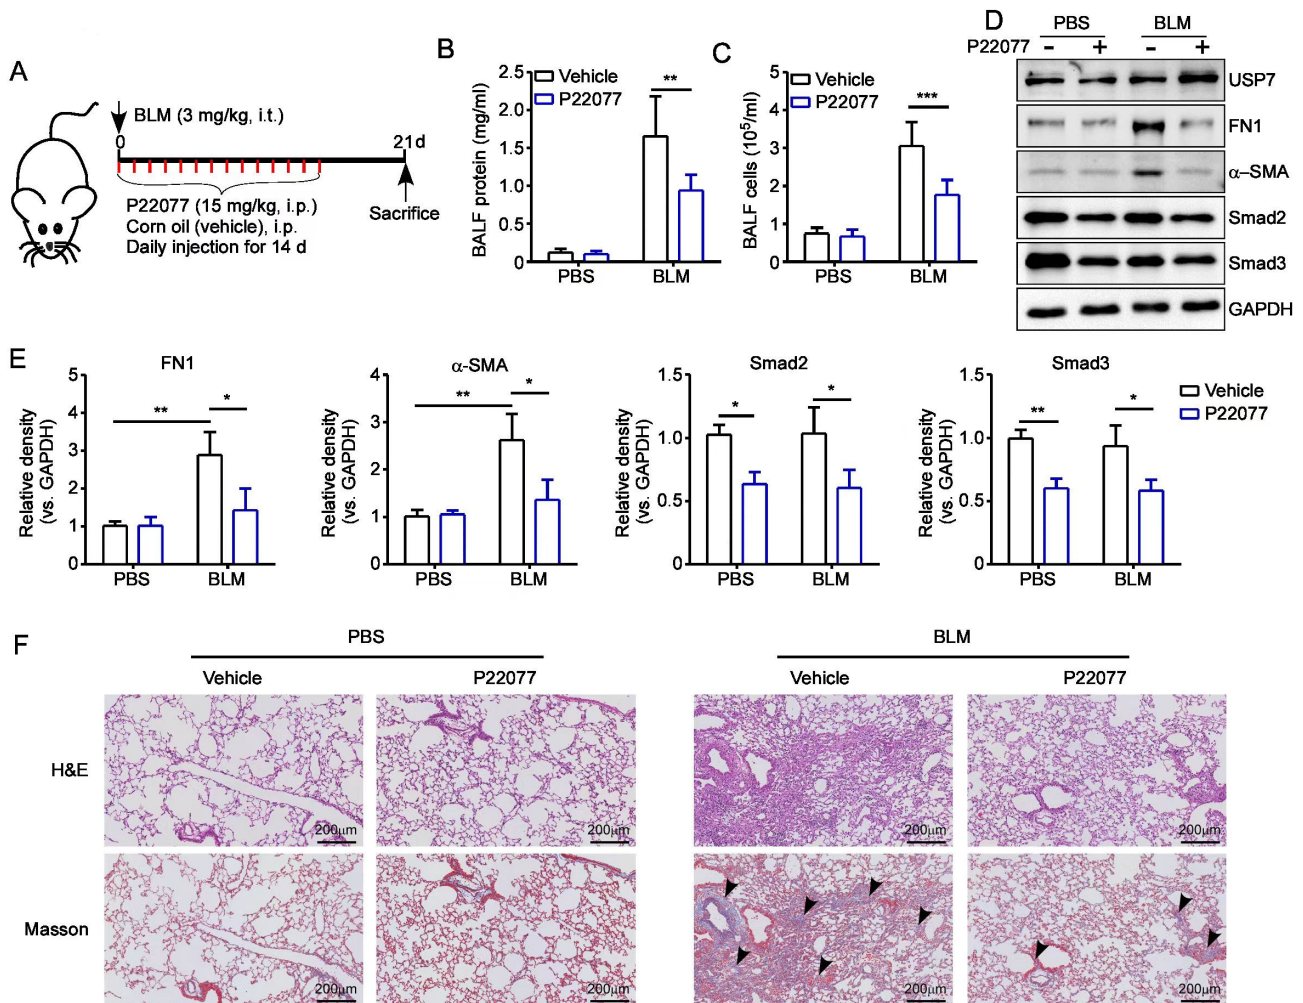 A
BLM (3 mg/kg, i.t.)
0
21d
P22077 (15 mg/kg, i.p.)
Corn oil (vehicle), i.p.
Daily injection for 14 d
Sacrifice
B
BALF protein (mg/ml)
2.5
2.0
1.5
1.0
0.5
0
Vehicle
P22077
**
PBS
BLM
C
BALF cells (10⁵/ml)
5
4
3
2
1
0
Vehicle
P22077
***
PBS
BLM
D
PBS
BLM
P22077
- + - +
USP7
FN1
α–SMA
Smad2
Smad3
GAPDH
E
FN1
Relative density
(vs. GAPDH)
5
4
3
2
1
0
**
*
PBS
BLM
α-SMA
Relative density
(vs. GAPDH)
4
3
2
1
0
**
*
PBS
BLM
Smad2
Relative density
(vs. GAPDH)
1.5
1.0
0.5
0
*
*
PBS
BLM
Smad3
Relative density
(vs. GAPDH)
1.5
1.0
0.5
0
**
*
PBS
BLM
Vehicle
P22077
F
PBS
BLM
Vehicle
P22077
Vehicle
P22077
H&E
200μm
200μm
200μm
200μm
Masson
200μm
200μm
200μm
200μm